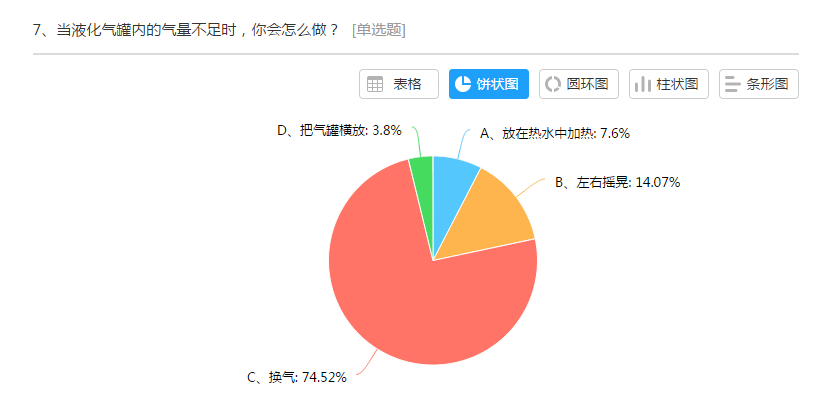 7、当液化气罐内的气量不足时，你会怎么做？ [单选题]
表格 饼状图 圆环图 柱状图 条形图
D、把气罐横放: 3.8%
A、放在热水中加热: 7.6%
B、左右摇晃: 14.07%
C、换气: 74.52%